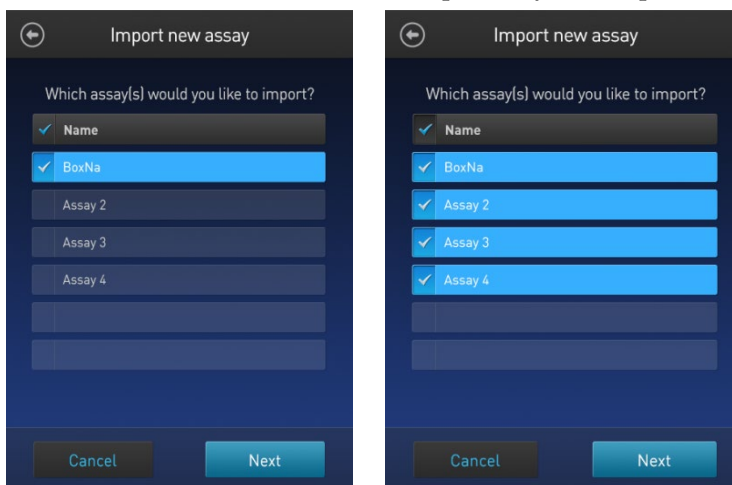 Import new assay
Which assay(s) would you like to import?
Name
BoxNa
Assay 2
Assay 3
Assay 4
Cancel
Next
Import new assay
Which assay(s) would you like to import?
Name
BoxNa
Assay 2
Assay 3
Assay 4
Cancel
Next